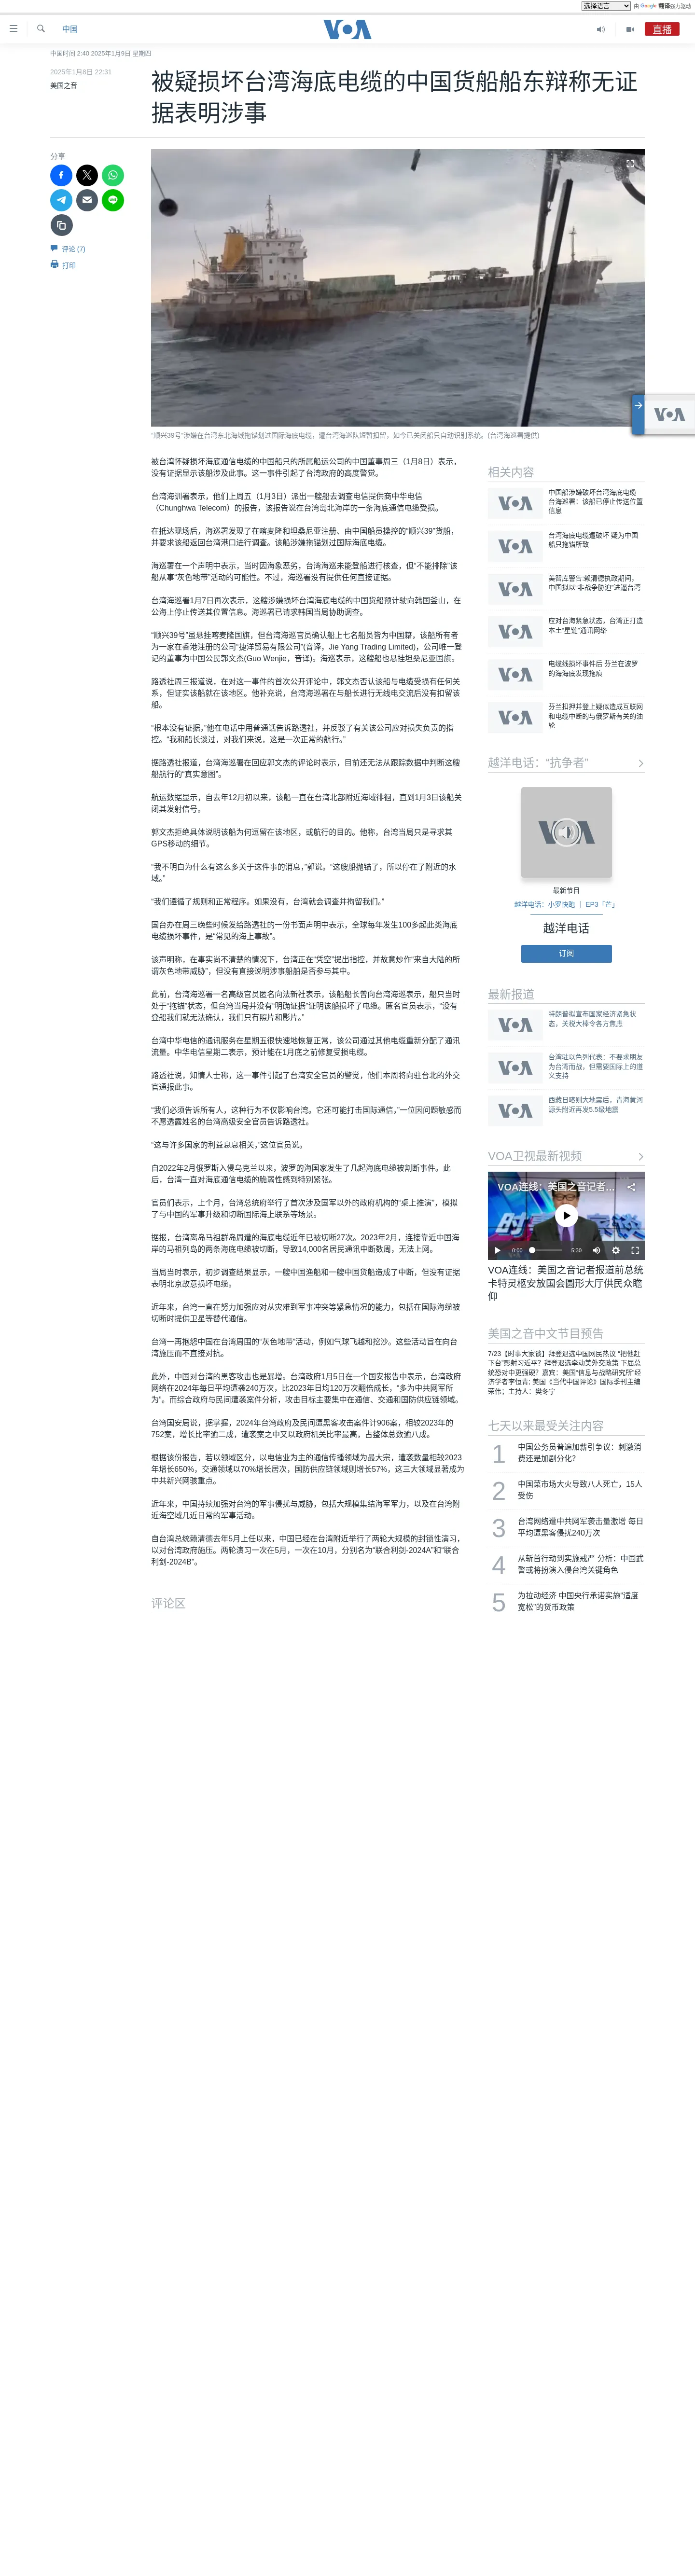 选择语言
由 Google 翻译强力驱动
中国
VOA
直播
中国时间 2:40 2025年1月9日 星期四
2025年1月8日 22:31
美国之音
被疑损坏台湾海底电缆的中国货船船东辩称无证
据表明涉事
分享
评论 (7)
打印
“顺兴39号”涉嫌在台湾东北海域拖锚划过国际海底电缆，遭台湾海巡队短暂扣留，如今已关闭船只自动识别系统。(台湾海巡署提供)
被台湾怀疑损坏海底通信电缆的中国船只的所属船运公司的中国董事周三（1月8日）表示，
没有证据显示该船涉及此事。这一事件引起了台湾政府的高度警觉。
台湾海训署表示，他们上周五（1月3日）派出一艘船去调查电信提供商中华电信
（Chunghwa Telecom）的报告，该报告说在台湾岛北海岸的一条海底通信电缆受损。
在抵达现场后，海巡署发现了在喀麦隆和坦桑尼亚注册、由中国船员操控的“顺兴39”货船，
并要求该船返回台湾港口进行调查。该船涉嫌拖锚划过国际海底电缆。
海巡署在一个声明中表示，当时因海象恶劣，台湾海巡未能登船进行核查，但“不能排除”该
船从事“灰色地带”活动的可能性。不过，海巡署没有提供任何直接证据。
台湾海巡署1月7日再次表示，这艘涉嫌损坏台湾海底电缆的中国货船预计驶向韩国釜山，在
公海上停止传送其位置信息。海巡署已请求韩国当局协助调查。
“顺兴39号”虽悬挂喀麦隆国旗，但台湾海巡官员确认船上七名船员皆为中国籍，该船所有者
为一家在香港注册的公司“捷洋贸易有限公司”(音译，Jie Yang Trading Limited)，公司唯一登
记的董事为中国公民郭文杰(Guo Wenjie，音译)。海巡表示，这艘船也悬挂坦桑尼亚国旗。
路透社周三报道说，在对这一事件的首次公开评论中，郭文杰否认该船与电缆受损有任何关
系，但证实该船就在该地区。他补充说，台湾海巡署在与船长进行无线电交流后没有扣留该
船。
“根本没有证据，”他在电话中用普通话告诉路透社，并反驳了有关该公司应对损失负责的指
控。“我和船长谈过，对我们来说，这是一次正常的航行。”
据路透社报道，台湾海巡署在回应郭文杰的评论时表示，目前还无法从跟踪数据中判断这艘
船航行的“真实意图”。
航运数据显示，自去年12月初以来，该船一直在台湾北部附近海域徘徊，直到1月3日该船关
闭其发射信号。
郭文杰拒绝具体说明该船为何逗留在该地区，或航行的目的。他称，台湾当局只是寻求其
GPS移动的细节。
“我不明白为什么有这么多关于这件事的消息，”郭说。“这艘船抛锚了，所以停在了附近的水
域。”
“我们遵循了规则和正常程序。如果没有，台湾就会调查并拘留我们。”
国台办在周三晚些时候发给路透社的一份书面声明中表示，全球每年发生100多起此类海底
电缆损坏事件，是“常见的海上事故”。
该声明称，在事实尚不清楚的情况下，台湾正在“凭空”提出指控，并故意炒作“来自大陆的所
谓灰色地带威胁”，但没有直接说明涉事船舶是否参与其中。
此前，台湾海巡署一名高级官员匿名向法新社表示，该船船长曾向台湾海巡表示，船只当时
处于“拖锚”状态，但台湾当局并没有“明确证据”证明该船损坏了电缆。匿名官员表示，“没有
登船我们就无法确认，我们只有照片和影片。”
台湾中华电信的通讯服务在星期五很快速地恢复正常，该公司通过其他电缆重新分配了通讯
流量。中华电信星期二表示，预计能在1月底之前修复受损电缆。
路透社说，知情人士称，这一事件引起了台湾安全官员的警觉，他们本周将向驻台北的外交
官通报此事。
“我们必须告诉所有人，这种行为不仅影响台湾。它还可能打击国际通信，”一位因问题敏感而
不愿透露姓名的台湾高级安全官员告诉路透社。
“这与许多国家的利益息息相关，”这位官员说。
自2022年2月俄罗斯入侵乌克兰以来，波罗的海国家发生了几起海底电缆被割断事件。此
后，台湾一直对海底通信电缆的脆弱性感到特别紧张。
官员们表示，上个月，台湾总统府举行了首次涉及国军以外的政府机构的“桌上推演”，模拟
了与中国的军事升级和切断国际海上联系等场景。
据报，台湾离岛马祖群岛周遭的海底电缆近年已被切断27次。2023年2月，连接靠近中国海
岸的马祖列岛的两条海底电缆被切断，导致14,000名居民通讯中断数周，无法上网。
当局当时表示，初步调查结果显示，一艘中国渔船和一艘中国货船造成了中断，但没有证据
表明北京故意损坏电缆。
近年来，台湾一直在努力加强应对从灾难到军事冲突等紧急情况的能力，包括在国际海缆被
切断时提供卫星等替代通信。
台湾一再抱怨中国在台湾周围的“灰色地带”活动，例如气球飞越和挖沙。这些活动旨在向台
湾施压而不直接对抗。
此外，中国对台湾的黑客攻击也是暴增。台湾政府1月5日在一个国安报告中表示，台湾政府
网络在2024年每日平均遭袭240万次，比2023年日均120万次翻倍成长，“多为中共网军所
为”。而综合政府与民间遭袭案件分析，攻击目标主要集中在通信、交通和国防供应链领域。
台湾国安局说，据掌握，2024年台湾政府及民间遭黑客攻击案件计906案，相较2023年的
752案，增长比率逾二成，遭袭案之中又以政府机关比率最高，占整体总数逾八成。
根据该份报告，若以领域区分，以电信业为主的通信传播领域为最大宗，遭袭数量相较2023
年增长650%，交通领域以70%增长居次，国防供应链领域则增长57%，这三大领域显著成为
中共新兴网骇重点。
近年来，中国持续加强对台湾的军事侵扰与威胁，包括大规模集结海军军力，以及在台湾附
近海空域几近日常的军事活动。
自台湾总统赖清德去年5月上任以来，中国已经在台湾附近举行了两轮大规模的封锁性演习，
以对台湾政府施压。两轮演习一次在5月，一次在10月，分别名为“联合利剑-2024A”和“联合
利剑-2024B”。
评论区
相关内容
中国船涉嫌破坏台湾海底电缆
台海巡署：该船已停止传送位置
信息
台湾海底电缆遭破坏 疑为中国
船只拖锚所致
美智库警告:赖清德执政期间，
中国拟以“非战争胁迫”进逼台湾
应对台海紧急状态，台湾正打造
本土“星链”通讯网络
电缆线损坏事件后 芬兰在波罗
的海海底发现拖痕
芬兰扣押并登上疑似造成互联网
和电缆中断的与俄罗斯有关的油
轮
越洋电话：“抗争者”
最新节目
越洋电话：小罗快跑 ｜ EP3「芒」
越洋电话
订阅
最新报道
特朗普拟宣布国家经济紧急状
态，关税大棒令各方焦虑
台湾驻以色列代表：不要求朋友
为台湾而战，但需要国际上的道
义支持
西藏日喀则大地震后，青海黄河
源头附近再发5.5级地震
VOA卫视最新视频
VOA连线：美国之音记者...
0:00
5:30
VOA连线：美国之音记者报道前总统
卡特灵柩安放国会圆形大厅供民众瞻
仰
美国之音中文节目预告
7/23【时事大家谈】拜登退选中国网民热议 “把他赶
下台”影射习近平？拜登退选牵动美外交政策 下届总
统恐对中更强硬？嘉宾：美国“信息与战略研究所”经
济学者李恒青; 美国《当代中国评论》国际季刊主编
荣伟；主持人：樊冬宁
七天以来最受关注内容
1
中国公务员普遍加薪引争议：刺激消
费还是加剧分化?
2
中国菜市场大火导致八人死亡，15人
受伤
3
台湾网络遭中共网军袭击量激增 每日
平均遭黑客侵扰240万次
4
从斩首行动到实施戒严 分析：中国武
警或将扮演入侵台湾关键角色
5
为拉动经济 中国央行承诺实施“适度
宽松”的货币政策